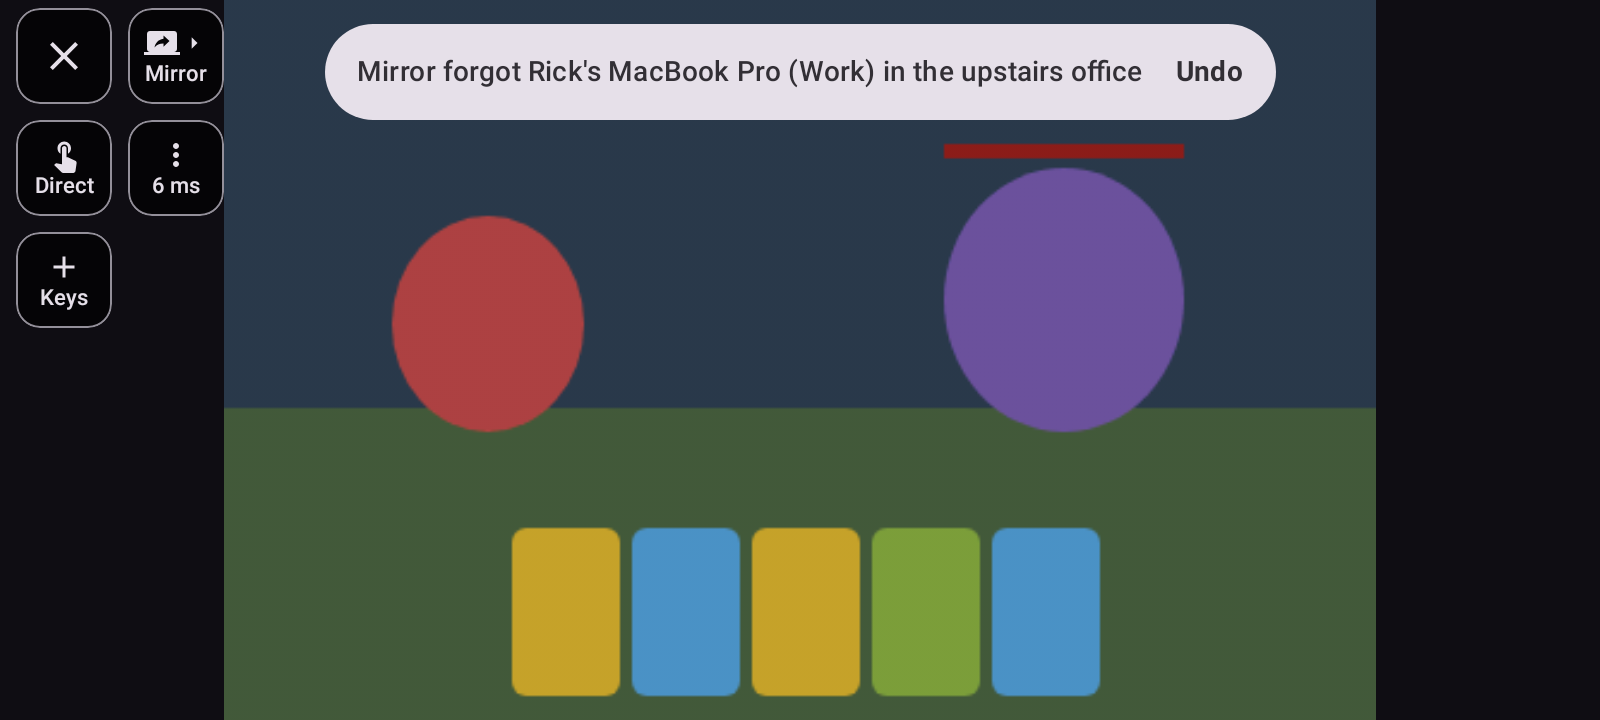 Mirror forgot Rick's MacBook Pro (Work) in the upstairs office Undo
Mirror
Direct
6 ms
Keys